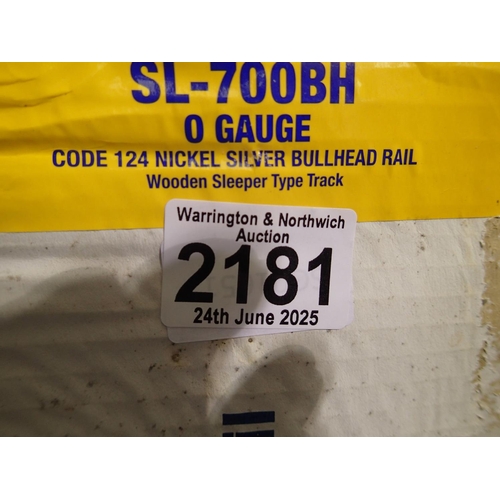 SL-700BH
O GAUGE
CODE 124 NICKEL SILVER BULLHEAD RAIL
Wooden Sleeper Type Track
Warrington & Northwich
Auction
2181
24th June 2025